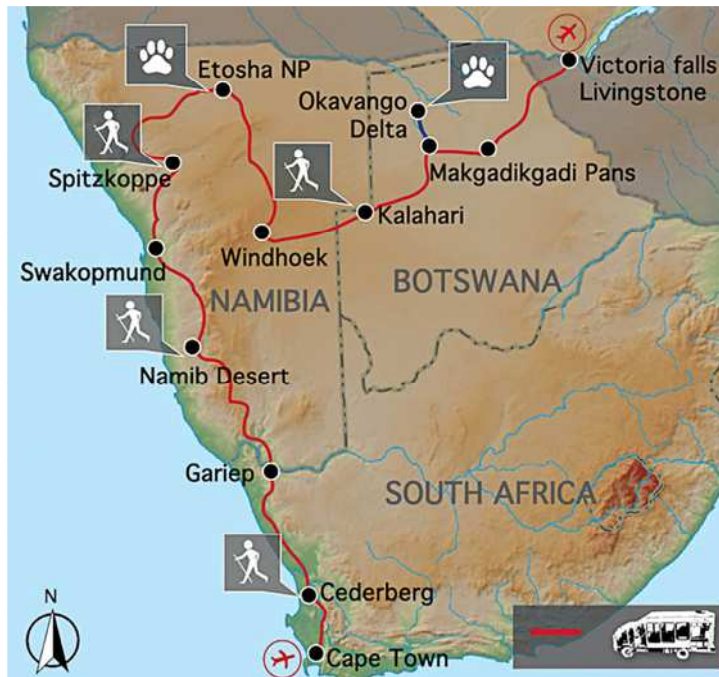 Victoria falls
Livingstone
Etosha NP
Okavango
Delta
Makgadikgadi Pans
Spitzkoppe
Kalahari
Windhoek
Swakopmund
NAMIBIA
BOTSWANA
Namib Desert
Gariep
SOUTH AFRICA
Cederberg
N
Cape Town